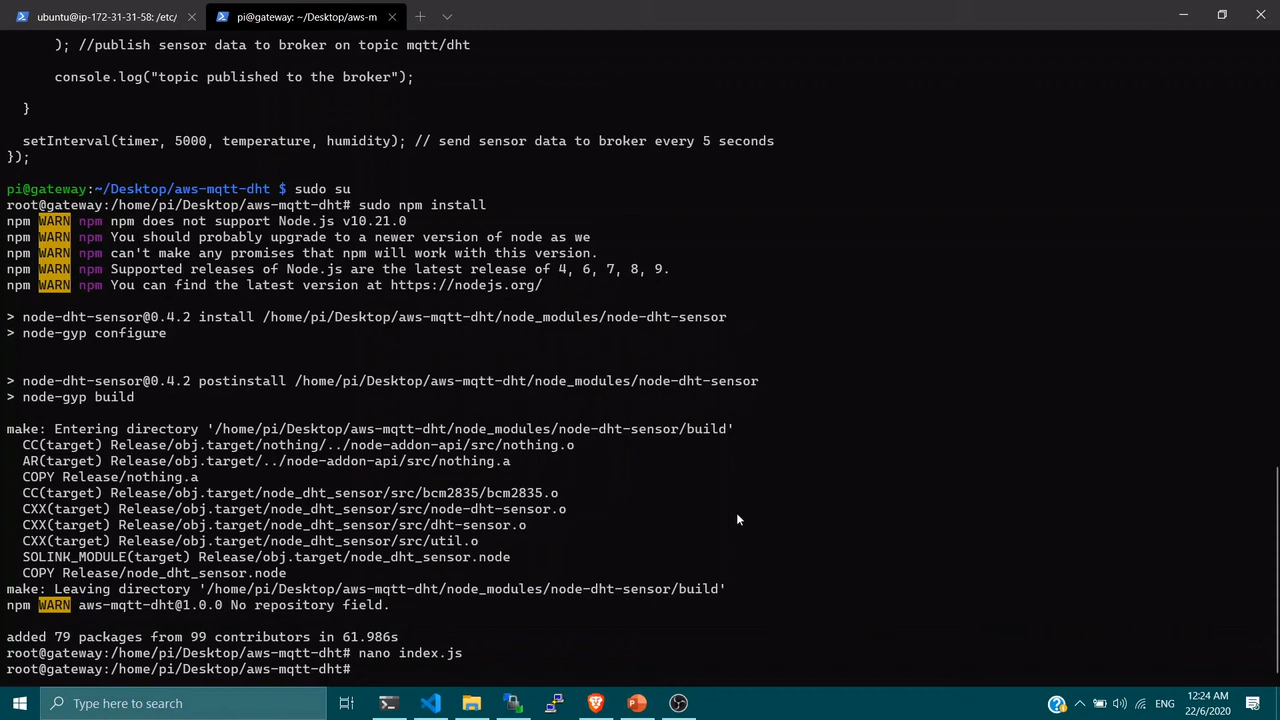 ubuntu@ip-172-31-31-58: /etc/
pi@gateway: ~/Desktop/aws-m
); //publish sensor data to broker on topic mqtt/dht
console.log("topic published to the broker");
}
setInterval(timer, 5000, temperature, humidity); // send sensor data to broker every 5 seconds
});
pi@gateway:~/Desktop/aws-mqtt-dht $ sudo su
root@gateway:/home/pi/Desktop/aws-mqtt-dht# sudo npm install
npm WARN npm npm does not support Node.js v10.21.0
npm WARN npm You should probably upgrade to a newer version of node as we
npm WARN npm can't make any promises that npm will work with this version.
npm WARN npm Supported releases of Node.js are the latest release of 4, 6, 7, 8, 9.
npm WARN npm You can find the latest version at https://nodejs.org/
> node-dht-sensor@0.4.2 install /home/pi/Desktop/aws-mqtt-dht/node_modules/node-dht-sensor
> node-gyp configure
> node-dht-sensor@0.4.2 postinstall /home/pi/Desktop/aws-mqtt-dht/node_modules/node-dht-sensor
> node-gyp build
make: Entering directory '/home/pi/Desktop/aws-mqtt-dht/node_modules/node-dht-sensor/build'
CC(target) Release/obj.target/nothing/../node-addon-api/src/nothing.o
AR(target) Release/obj.target/../node-addon-api/src/nothing.a
COPY Release/nothing.a
CC(target) Release/obj.target/node_dht_sensor/src/bcm2835/bcm2835.o
CXX(target) Release/obj.target/node_dht_sensor/src/node-dht-sensor.o
CXX(target) Release/obj.target/node_dht_sensor/src/dht-sensor.o
CXX(target) Release/obj.target/node_dht_sensor/src/util.o
SOLINK_MODULE(target) Release/obj.target/node_dht_sensor.node
COPY Release/node_dht_sensor.node
make: Leaving directory '/home/pi/Desktop/aws-mqtt-dht/node_modules/node-dht-sensor/build'
npm WARN aws-mqtt-dht@1.0.0 No repository field.
added 79 packages from 99 contributors in 61.986s
root@gateway:/home/pi/Desktop/aws-mqtt-dht# nano index.js
root@gateway:/home/pi/Desktop/aws-mqtt-dht#
Type here to search
ENG
12:24 AM
22/6/2020